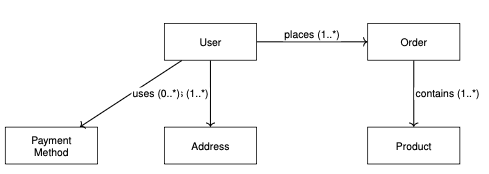 User
places (1..*)
Order
uses (0..*)
(1..*)
contains (1..*)
Payment
Method
Address
Product